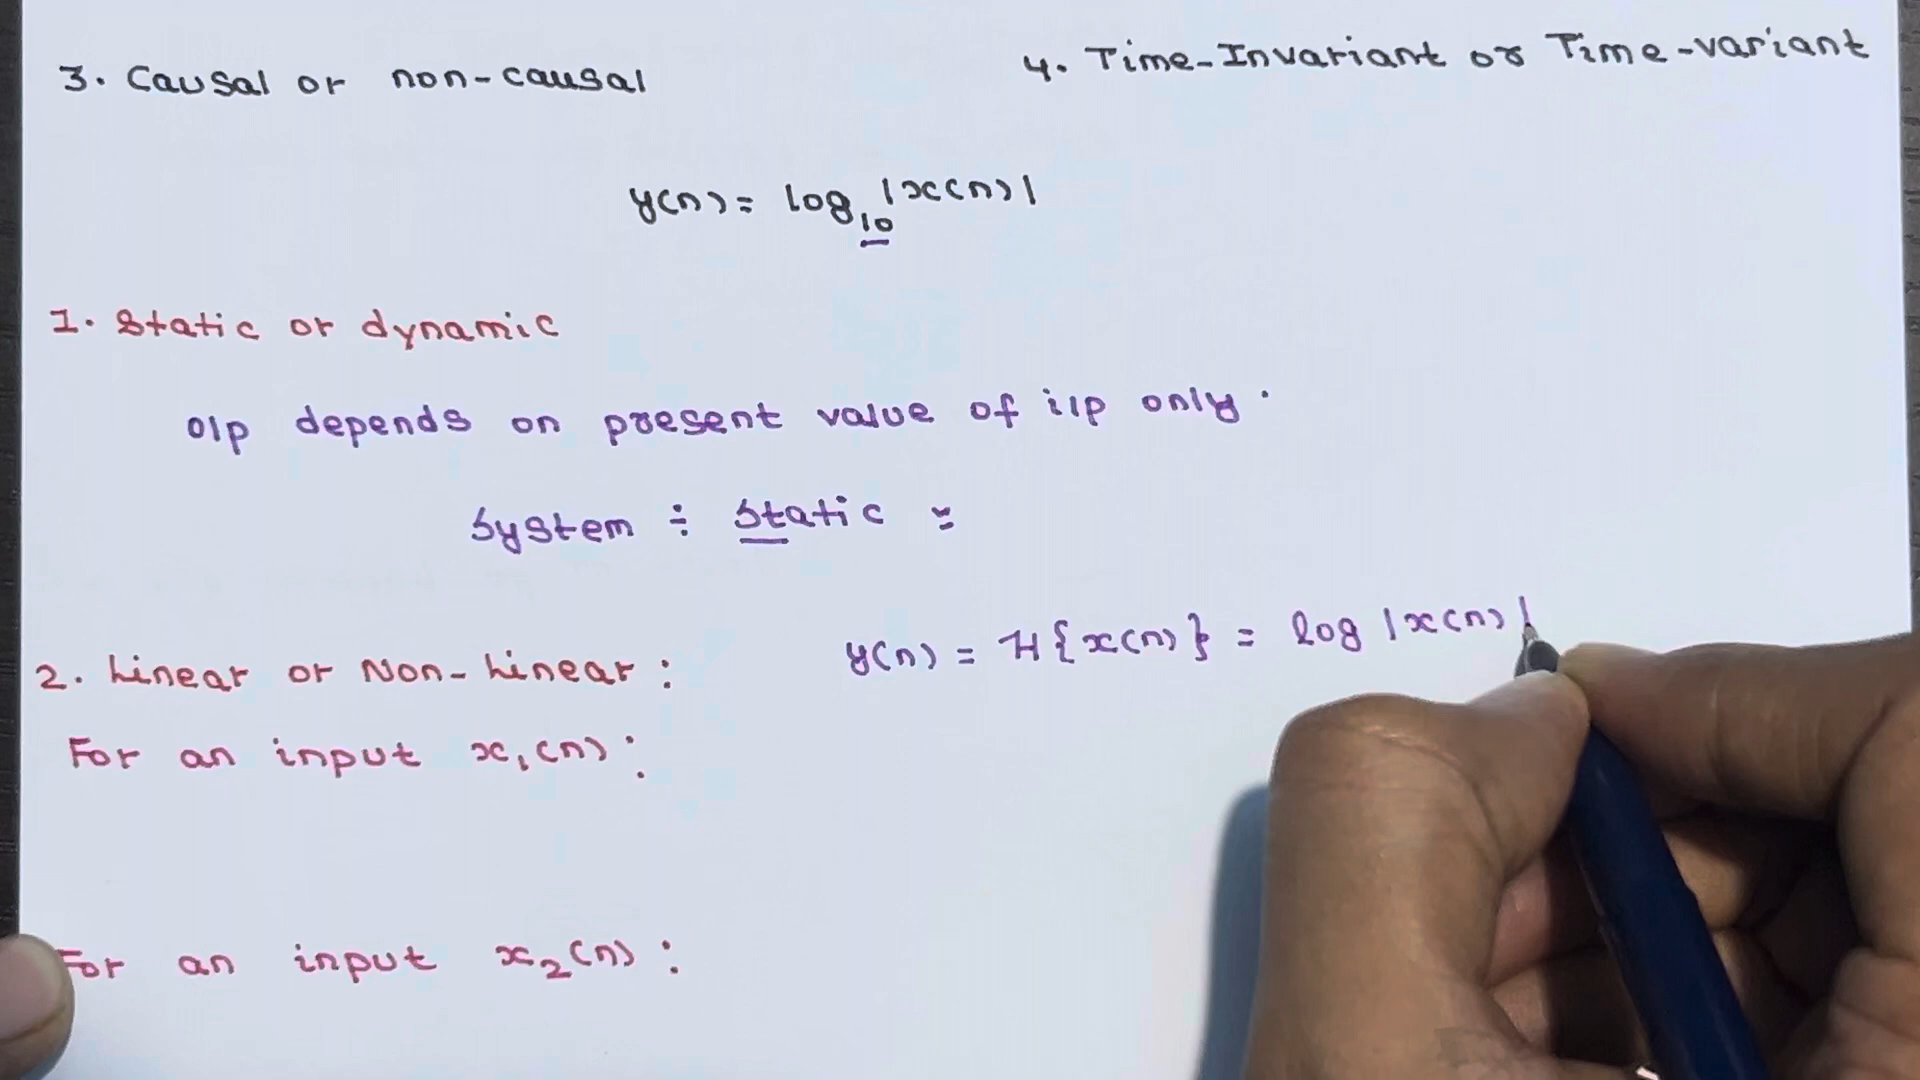 3. Causal or non-causal
4. Time-Invariant or Time-variant
y(n) = log₁₀|x(n)|
1. Static or dynamic
o/p depends on present value of i/p only.
System : Static
2. Linear or Non-Linear :
y(n) = H{x(n)} = log |x(n)|
For an input x₁(n) :
For an input x₂(n) :